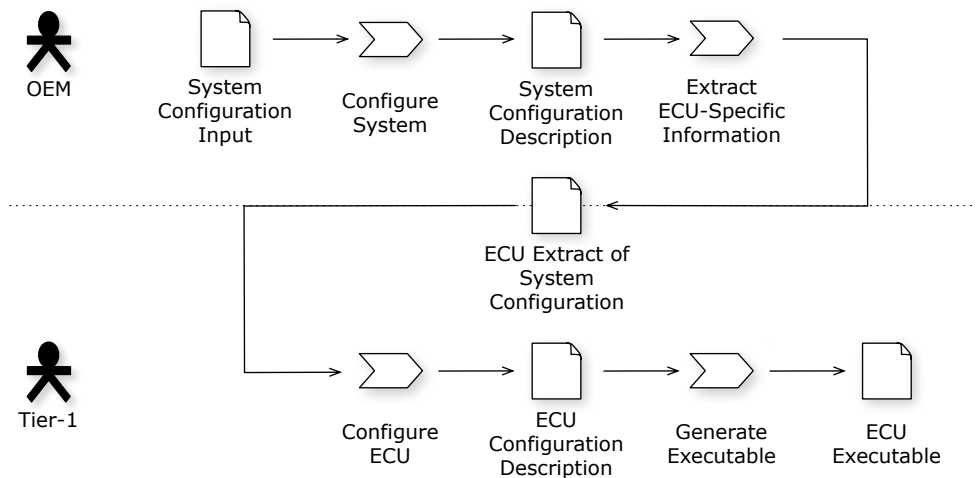 OEM
System
Configuration
Input
Configure
System
System
Configuration
Description
Extract
ECU-Specific
Information
ECU Extract of
System
Configuration
Tier-1
Configure
ECU
ECU
Configuration
Description
Generate
Executable
ECU
Executable